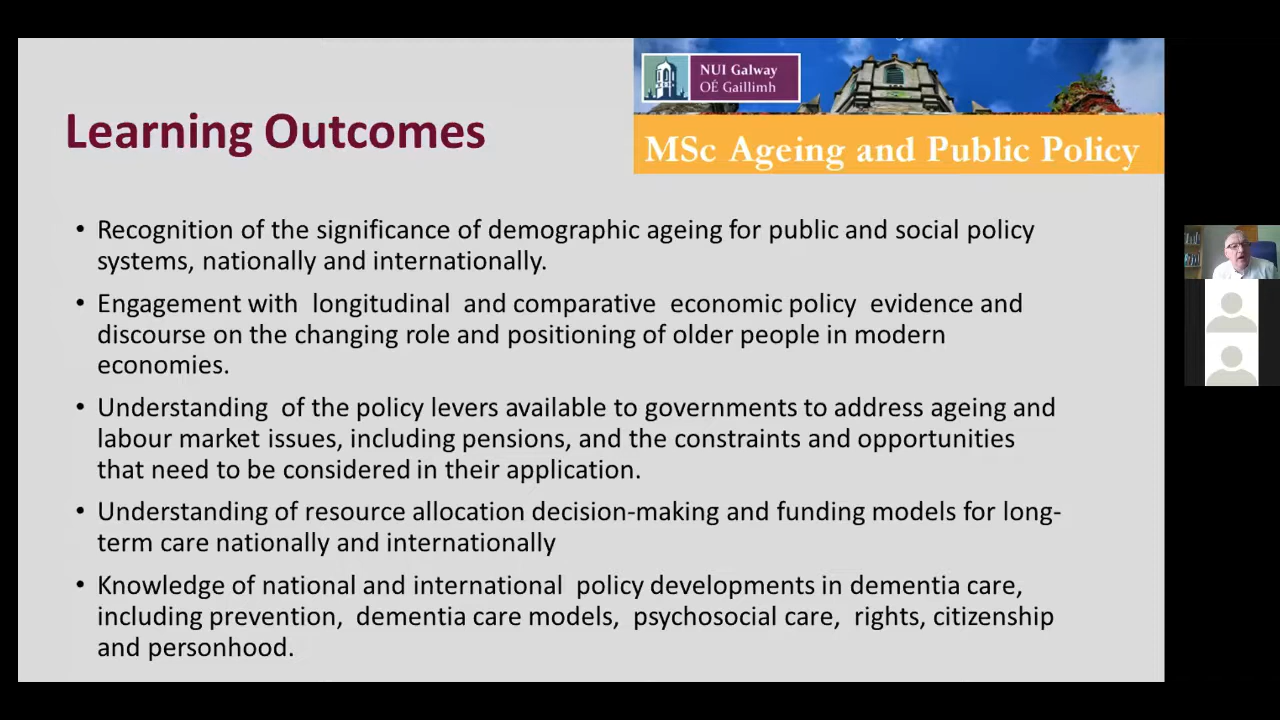 NUI Galway
OÉ Gaillimh
Learning Outcomes
MSc Ageing and Public Policy
• Recognition of the significance of demographic ageing for public and social policy
systems, nationally and internationally.
• Engagement with longitudinal and comparative economic policy evidence and
discourse on the changing role and positioning of older people in modern
economies.
• Understanding of the policy levers available to governments to address ageing and
labour market issues, including pensions, and the constraints and opportunities
that need to be considered in their application.
• Understanding of resource allocation decision-making and funding models for long-
term care nationally and internationally
• Knowledge of national and international policy developments in dementia care,
including prevention, dementia care models, psychosocial care, rights, citizenship
and personhood.